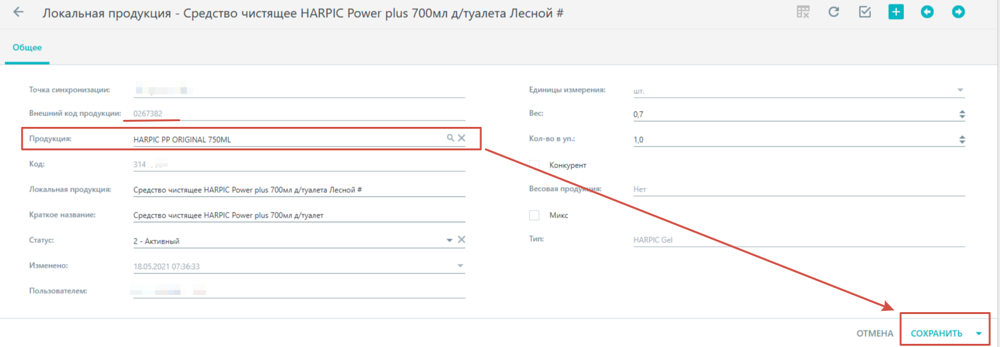 Локальная продукция - Средство чистящее HARPIC Power plus 700мл д/туалета Лесной #
Общее
Точка синхронизации:
Внешний код продукции: 0267382
Продукция: HARPIC PP ORIGINAL 750ML
Код: 314
Локальная продукция: Средство чистящее HARPIC Power plus 700мл д/туалета Лесной #
Краткое название: Средство чистящее HARPIC Power plus 700мл д/туалет
Статус: 2 - Активный
Изменено: 18.05.2021 07:36:33
Пользователем:
Единицы измерения: шт.
Вес: 0,7
Кол-во в уп.: 1,0
Конкурент
Весовая продукция: Нет
Микс
Тип: HARPIC Gel
ОТМЕНА СОХРАНИТЬ